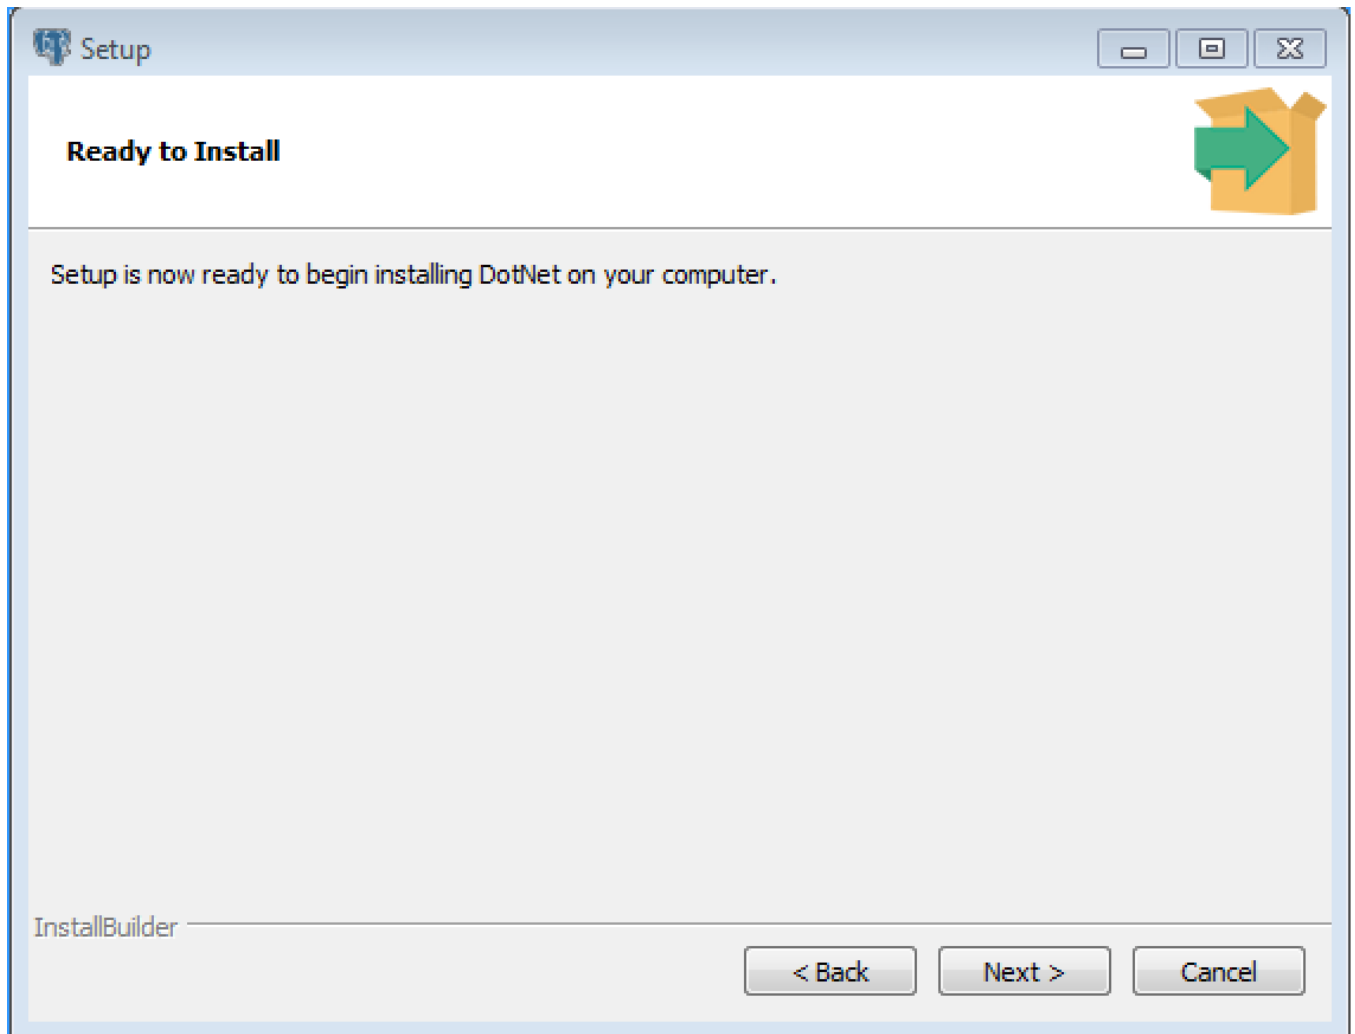 Setup
Ready to Install
Setup is now ready to begin installing DotNet on your computer.
InstallBuilder
< Back
Next >
Cancel